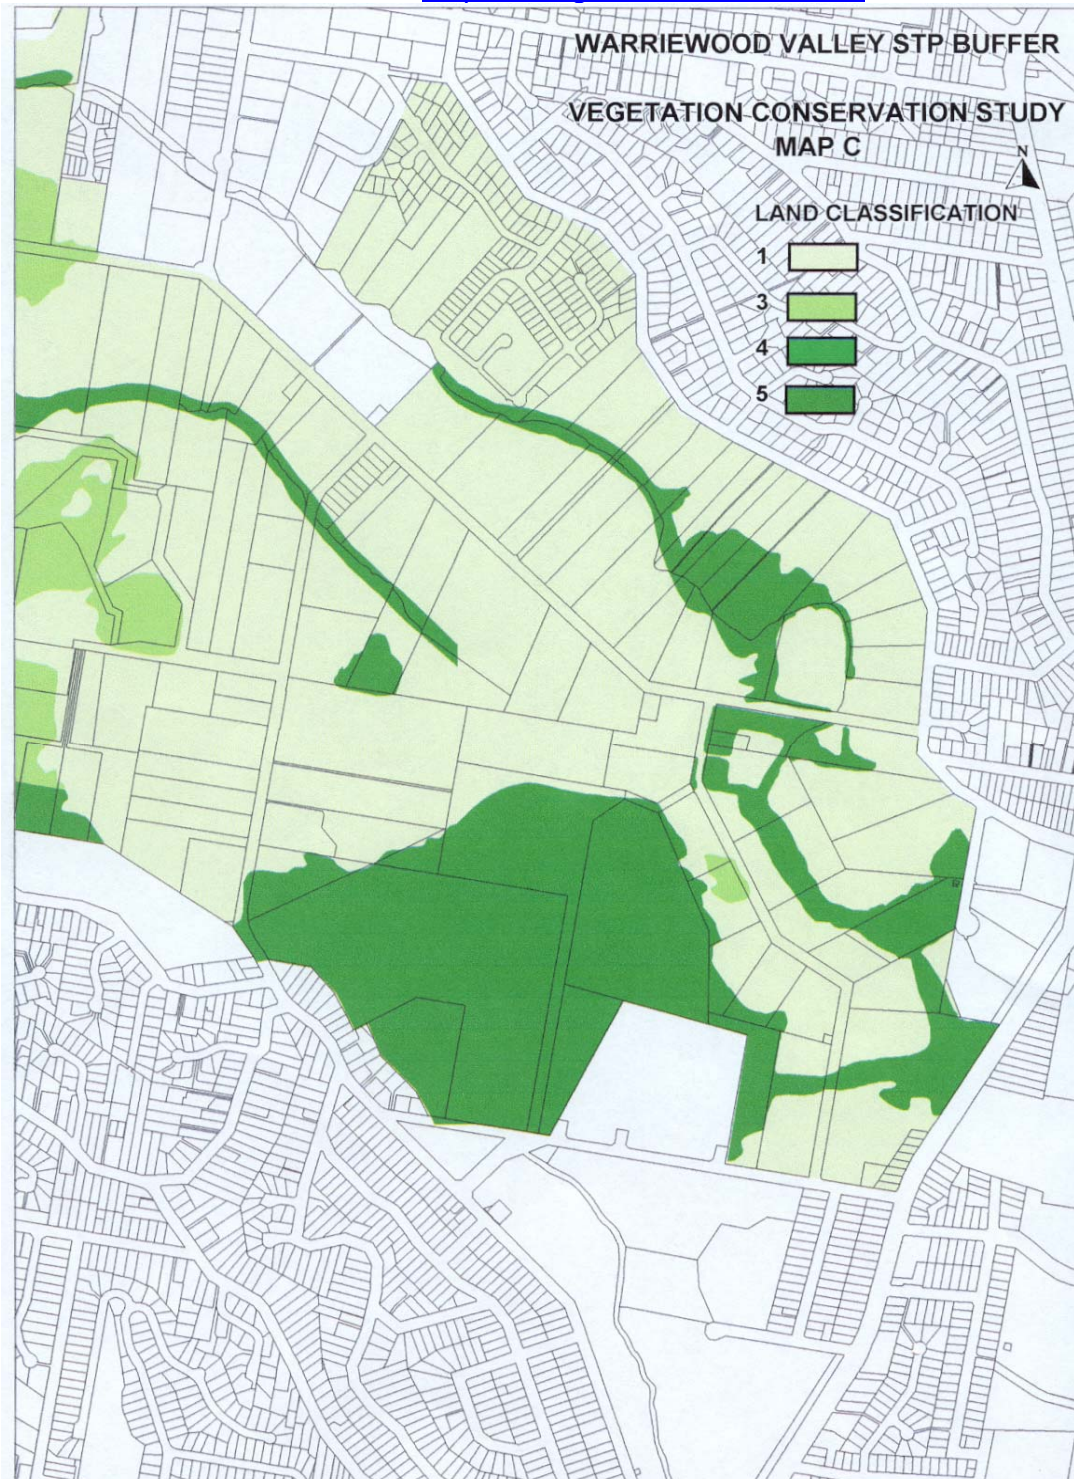 WARRIEWOOD VALLEY STP BUFFER
VEGETATION CONSERVATION STUDY
MAP C
N
LAND CLASSIFICATION
1
3
4
5